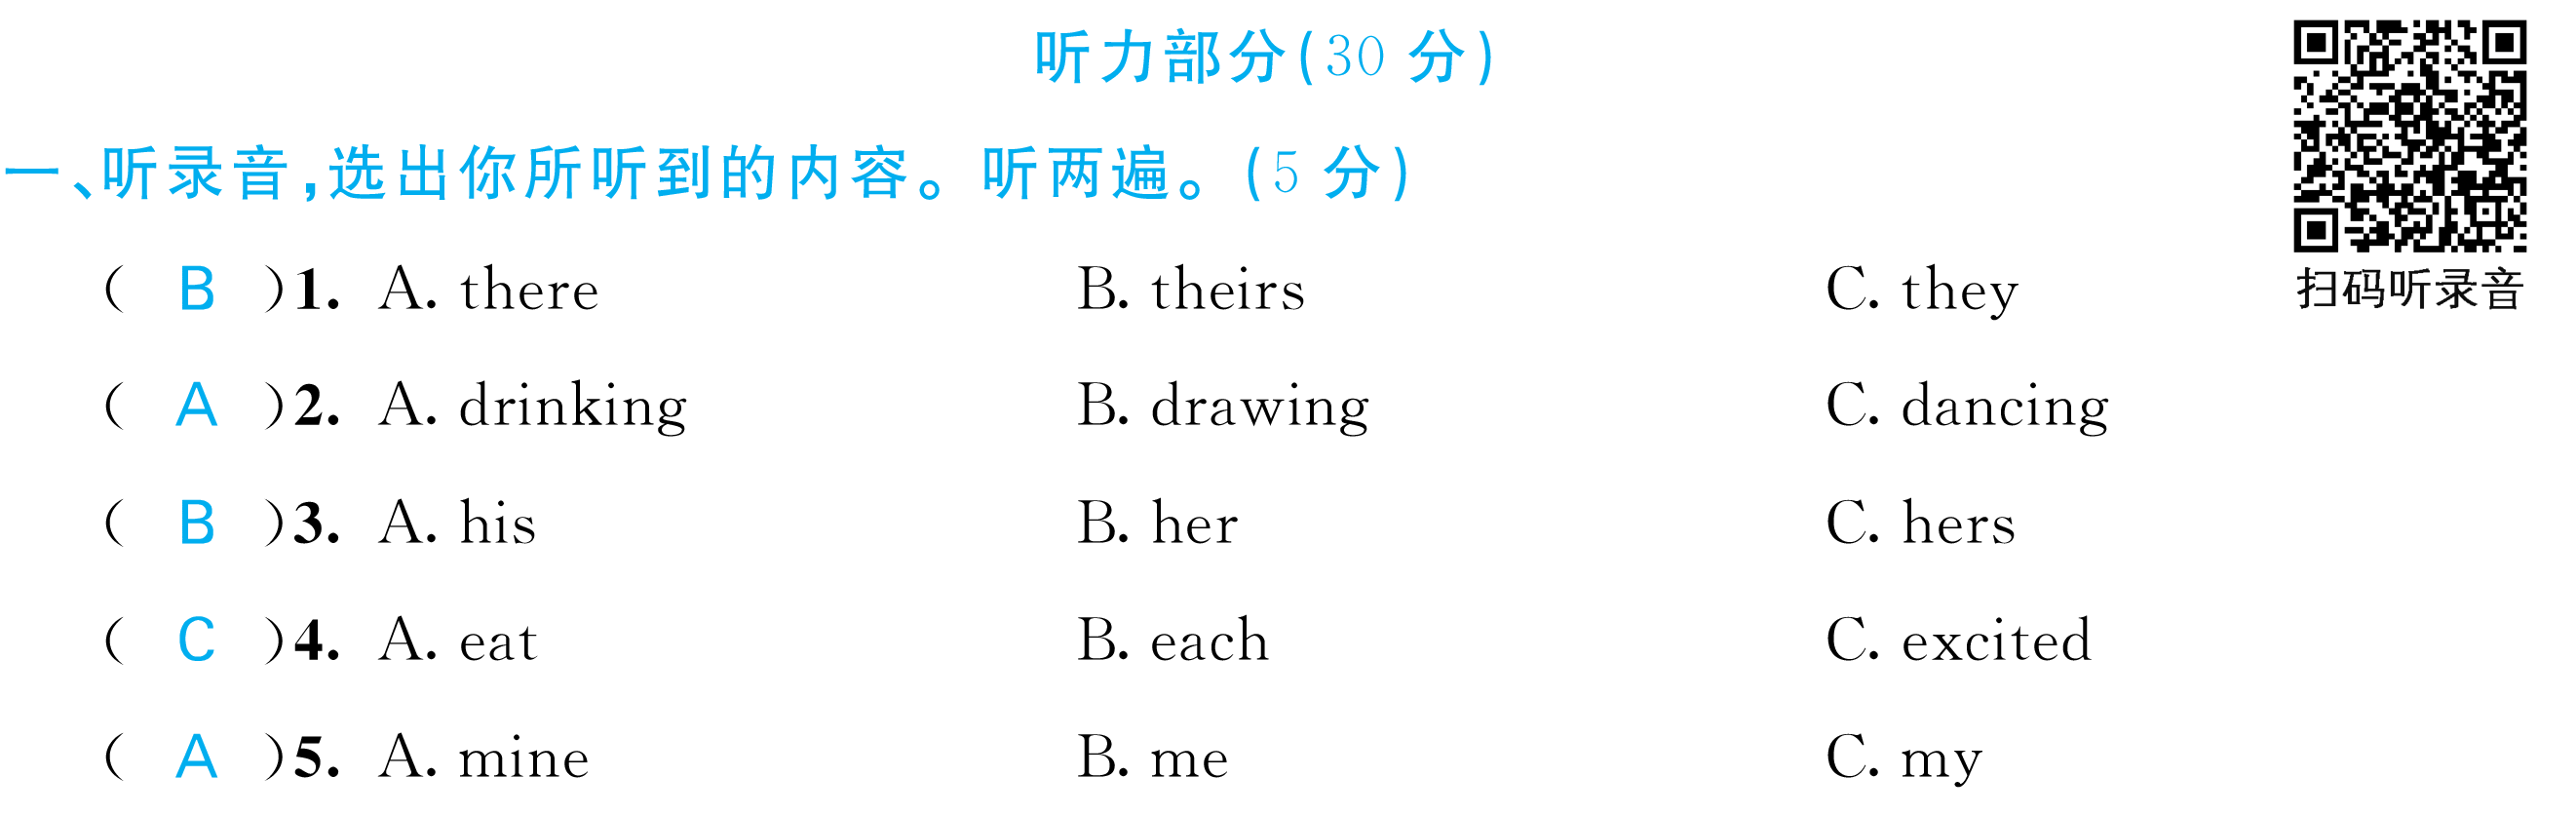 听力部分(30 分)
一、听录音,选出你所听到的内容。听两遍。(5 分)
( B )1. A. there B. theirs C. they
扫码听录音
( A )2. A. drinking B. drawing C. dancing
( B )3. A. his B. her C. hers
( C )4. A. eat B. each C. excited
( A )5. A. mine B. me C. my